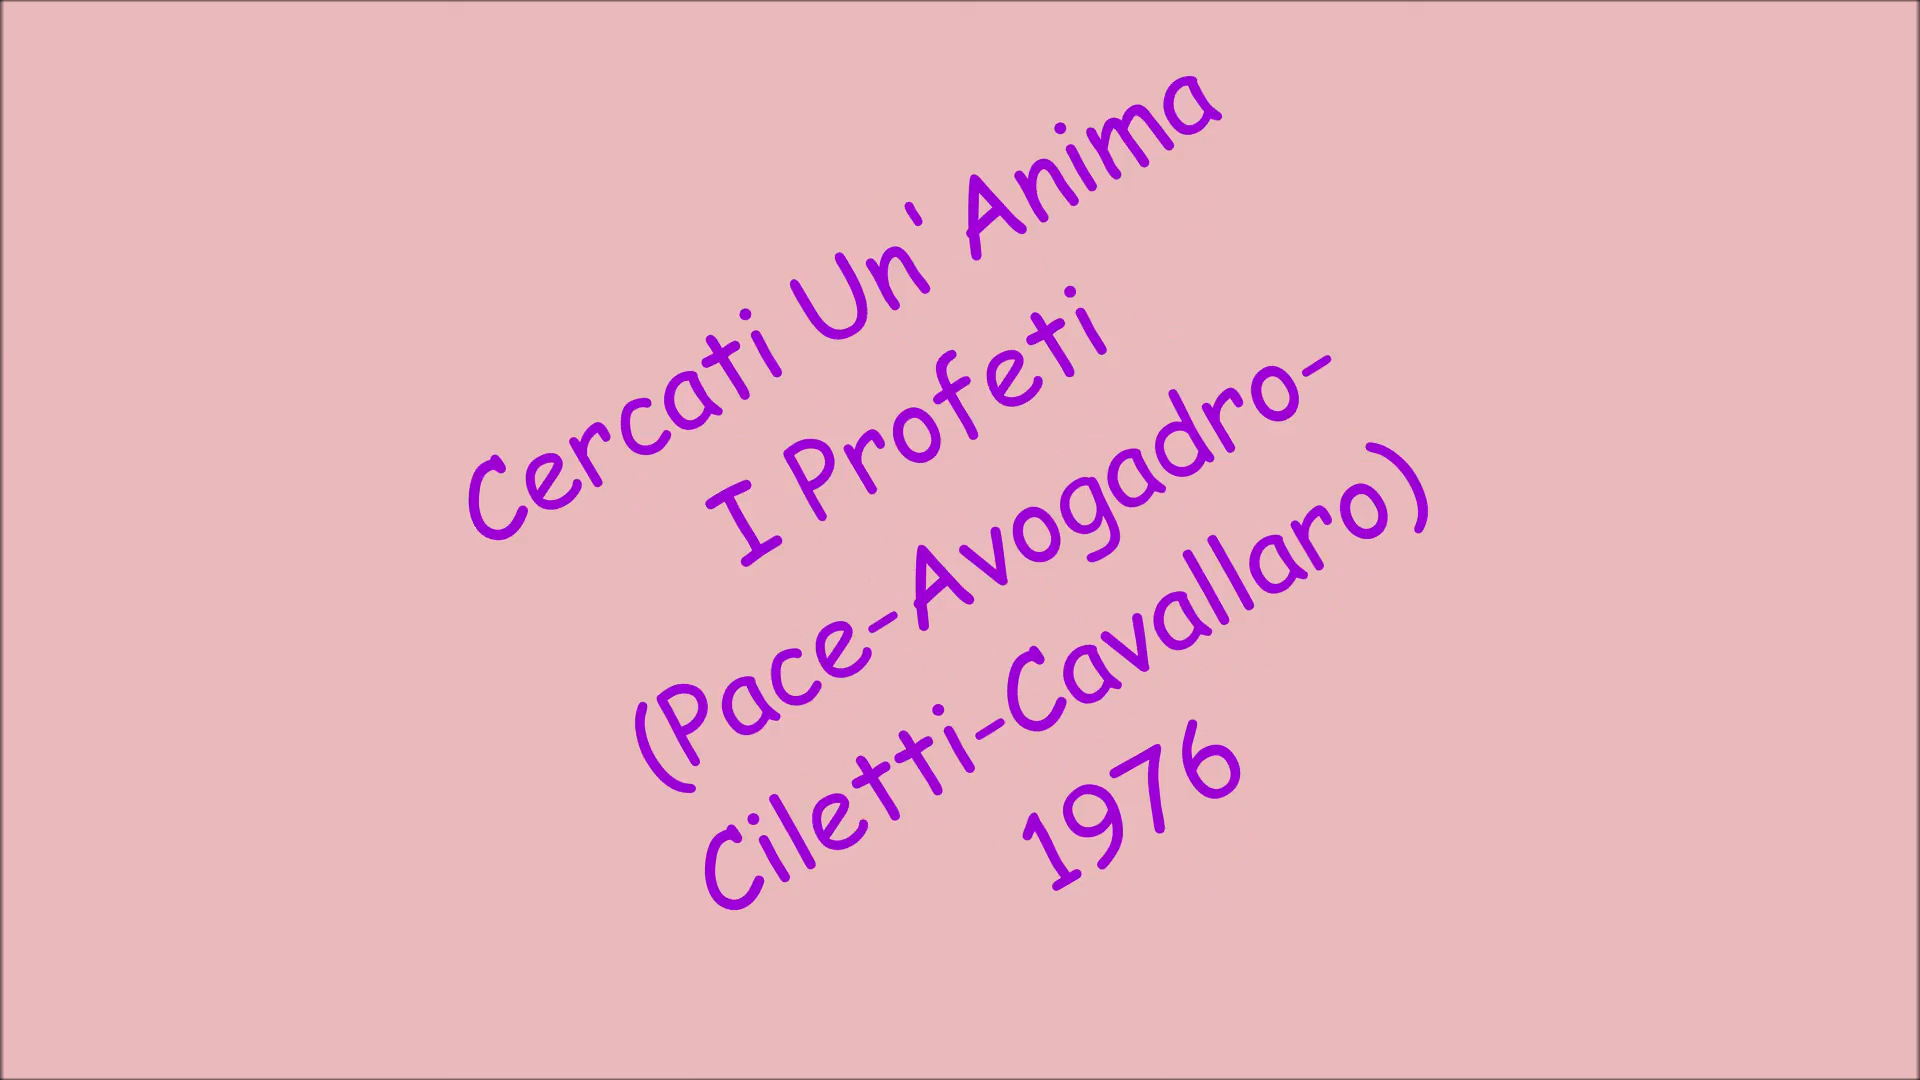 Cercati Un' Anima
I Profeti
(Pace-Avogadro-
Ciletti-Cavallaro)
1976